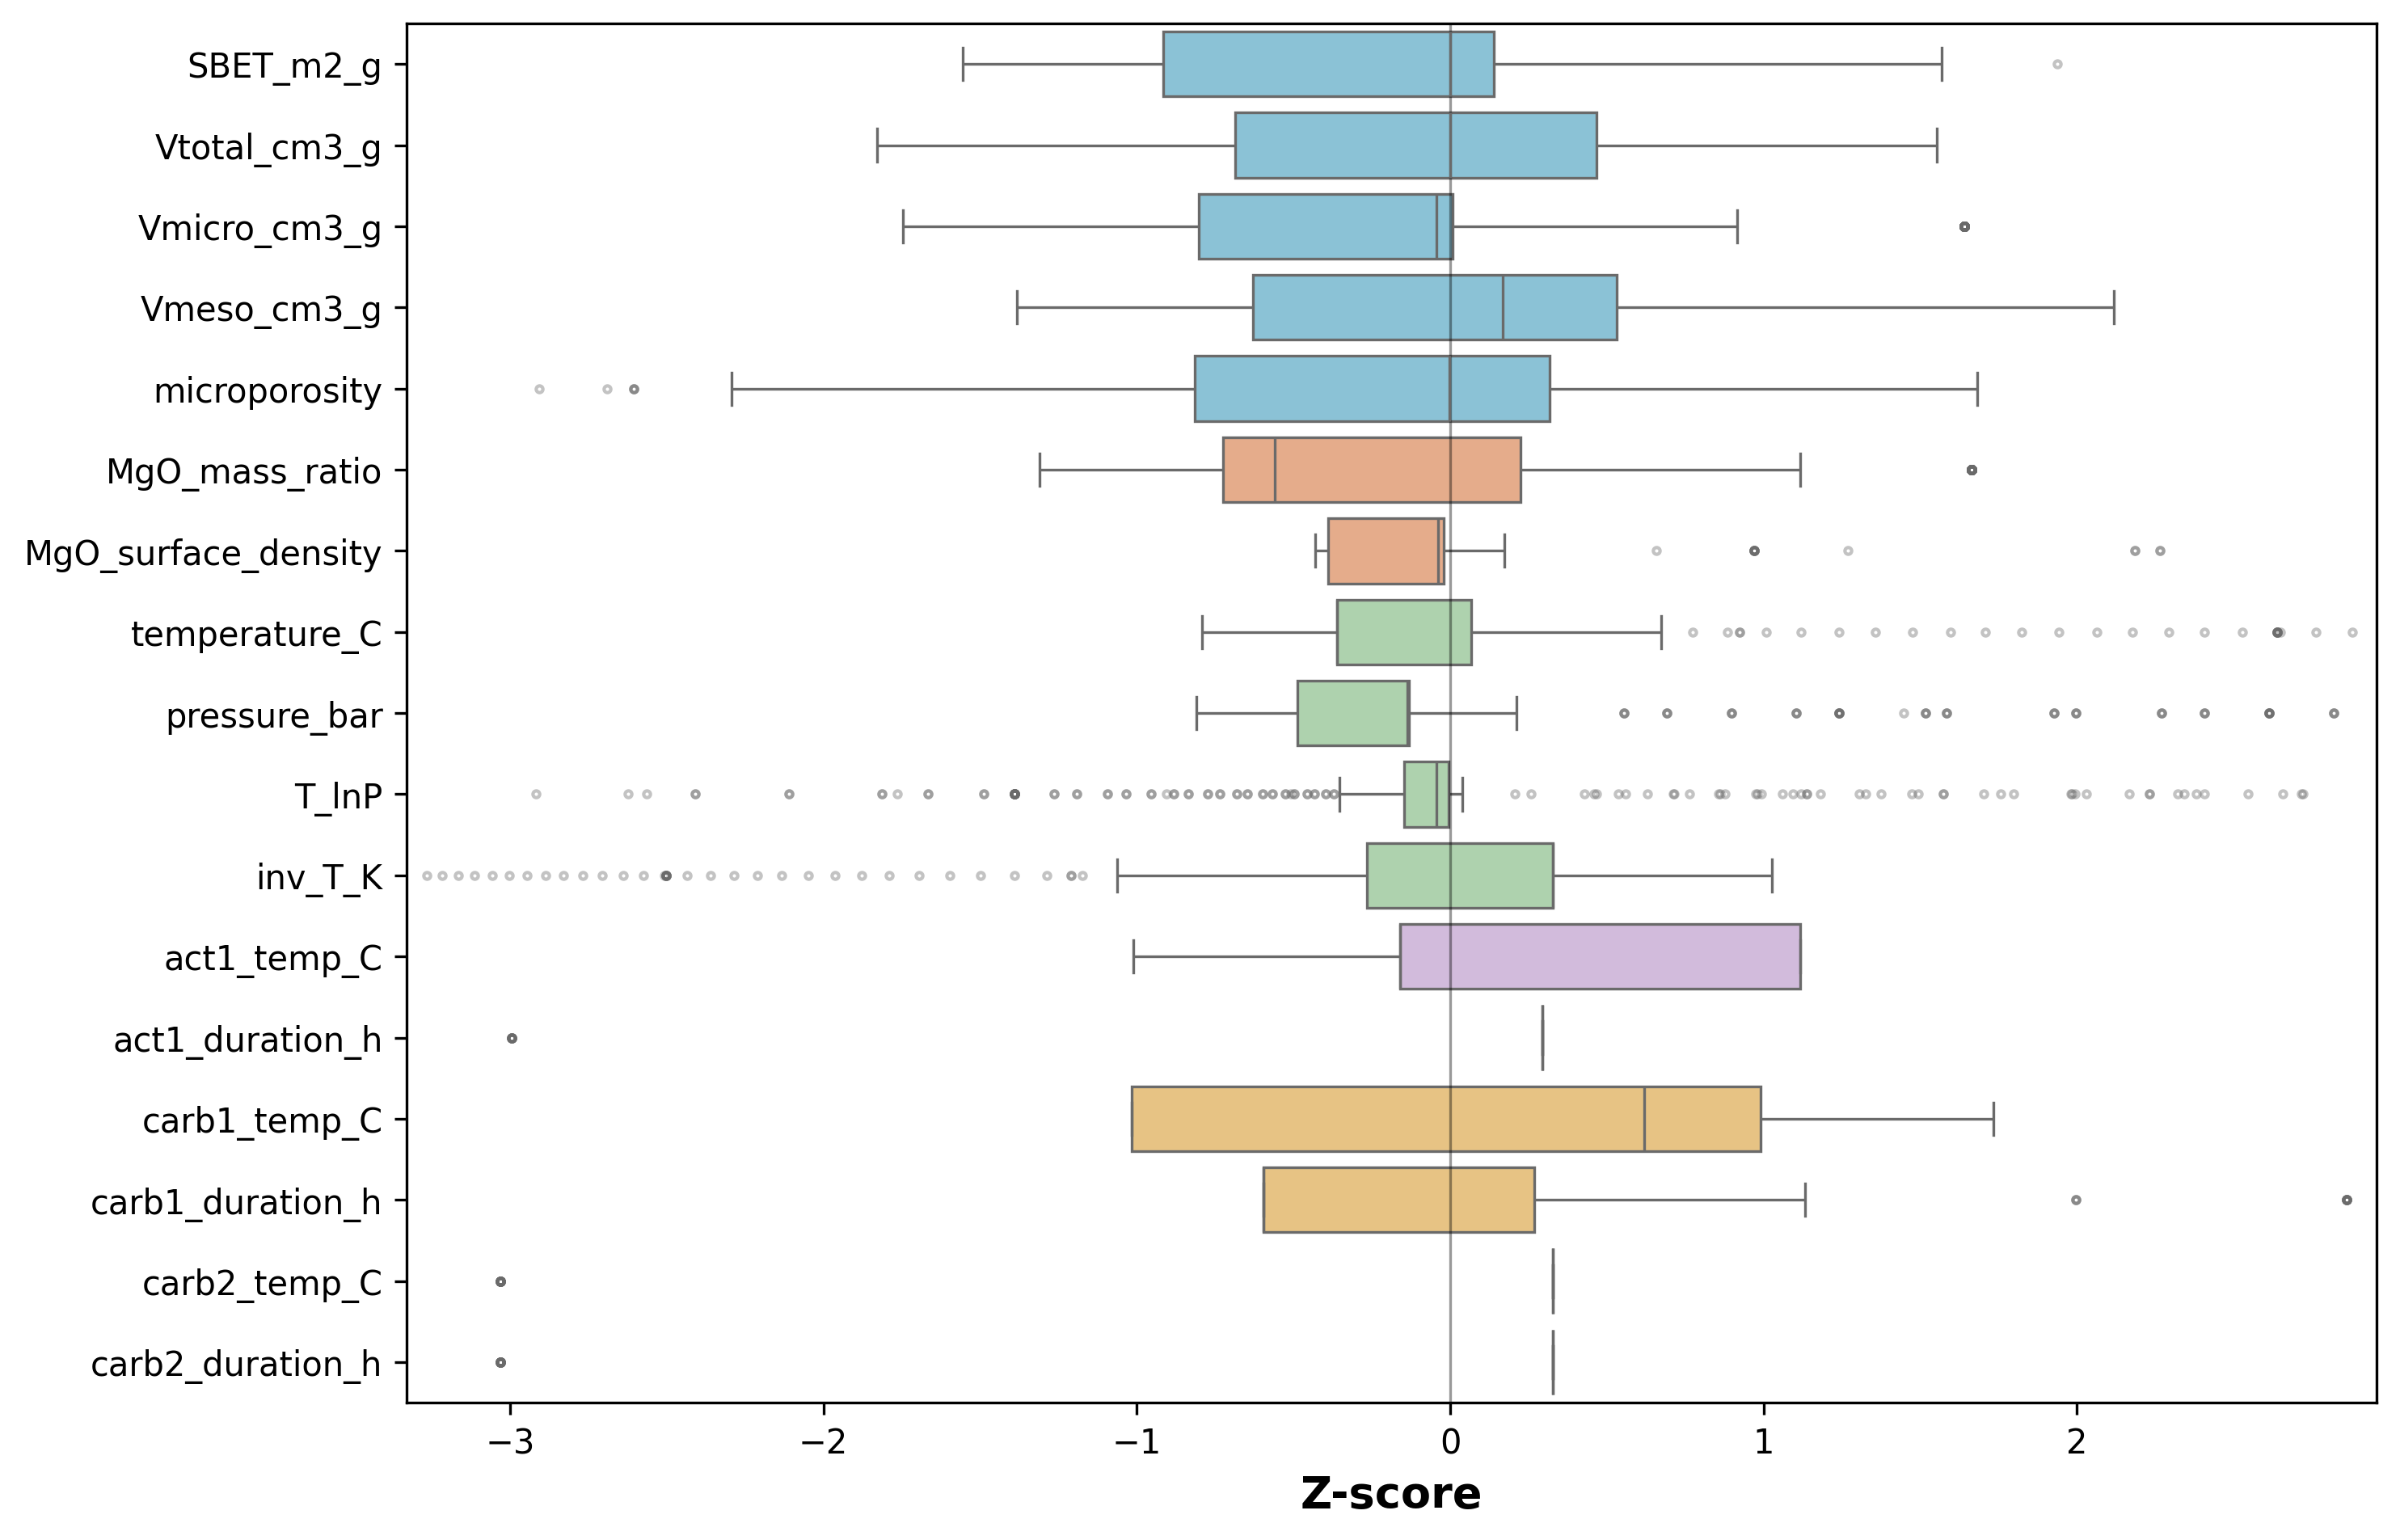 SBET_m2_g
Vtotal_cm3_g
Vmicro_cm3_g
Vmeso_cm3_g
microporosity
MgO_mass_ratio
MgO_surface_density
temperature_C
pressure_bar
T_lnP
inv_T_K
act1_temp_C
act1_duration_h
carb1_temp_C
carb1_duration_h
carb2_temp_C
carb2_duration_h
−3 −2 −1 0 1 2
Z-score